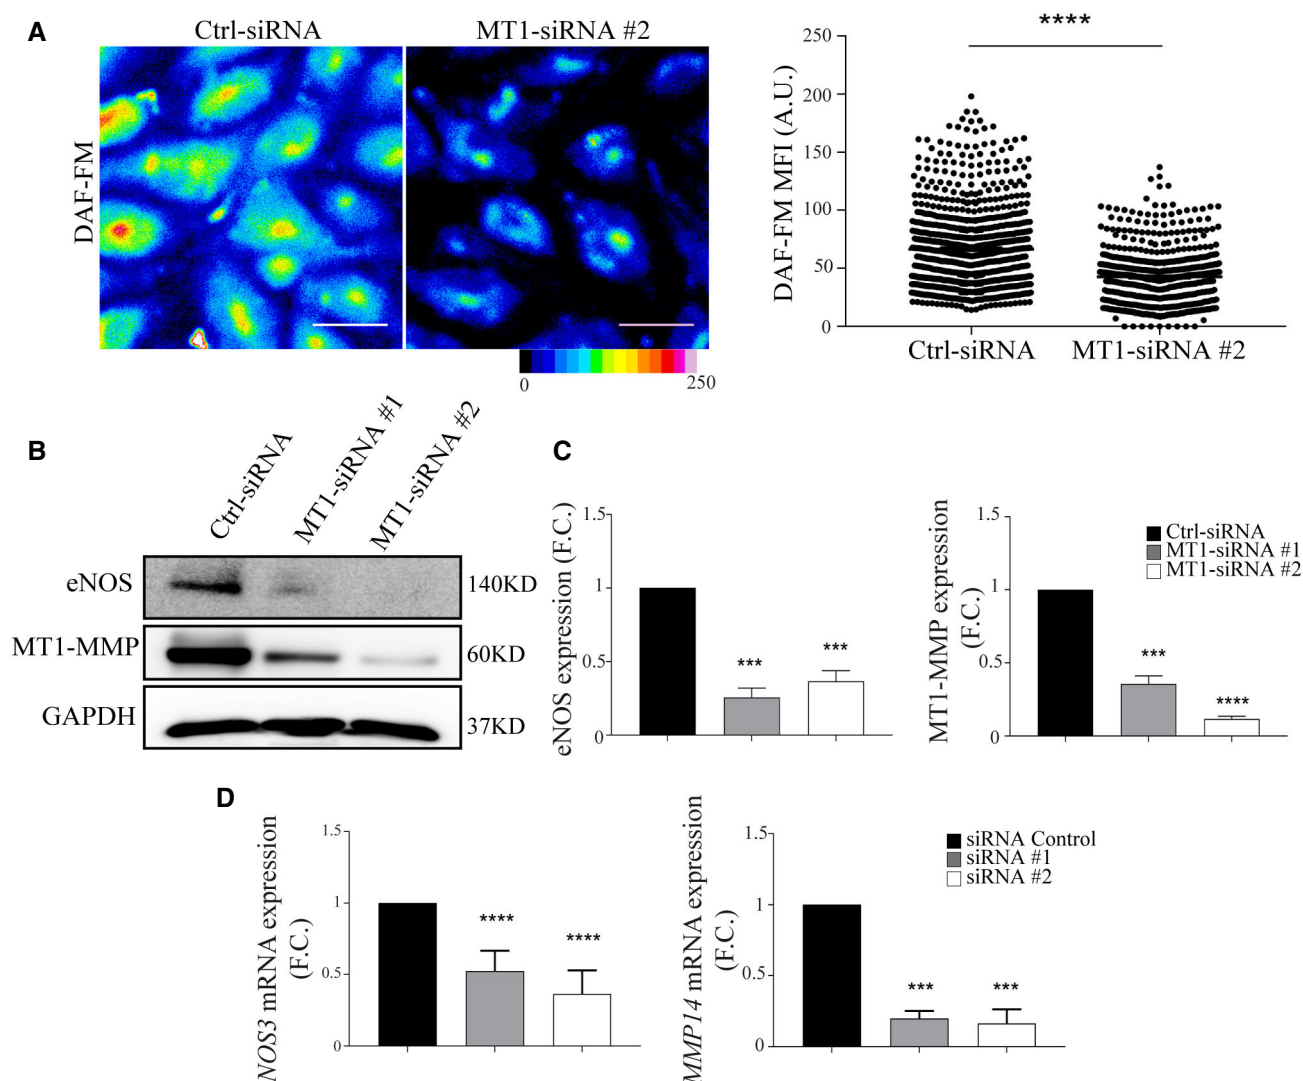 A
Ctrl-siRNA
MT1-siRNA #2
DAF-FM
0
250
DAF-FM MFI (A.U.)
250
200
150
100
50
0
****
Ctrl-siRNA
MT1-siRNA #2
B
Ctrl-siRNA
MT1-siRNA #1
MT1-siRNA #2
eNOS
140KD
MT1-MMP
60KD
GAPDH
37KD
C
eNOS expression (F.C.)
1.5
1
0.5
0
***
***
MT1-MMP expression
(F.C.)
1.5
1
0.5
0
***
****
Ctrl-siRNA
MT1-siRNA #1
MT1-siRNA #2
D
NOS3 mRNA expression
(F.C.)
1.5
1
0.5
0
****
****
MMP14 mRNA expression
(F.C.)
1.5
1
0.5
0
***
***
siRNA Control
siRNA #1
siRNA #2